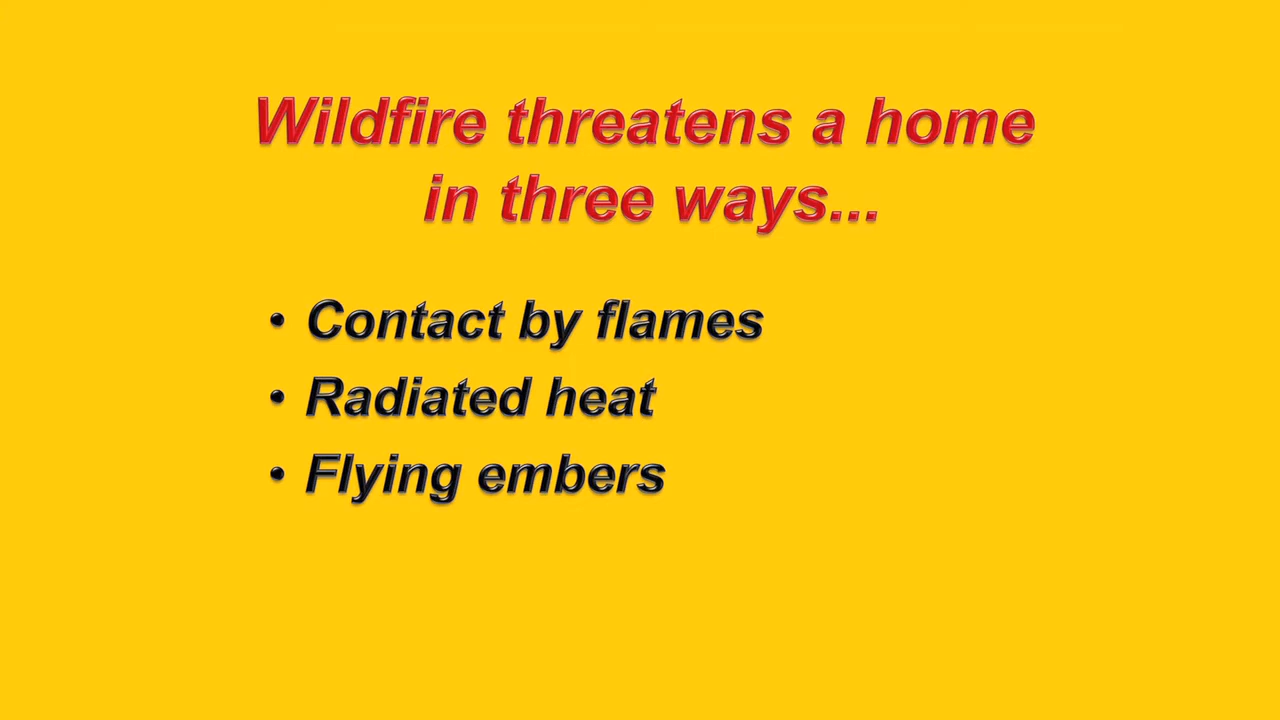 Wildfire threatens a home
in three ways...
• Contact by flames
• Radiated heat
• Flying embers